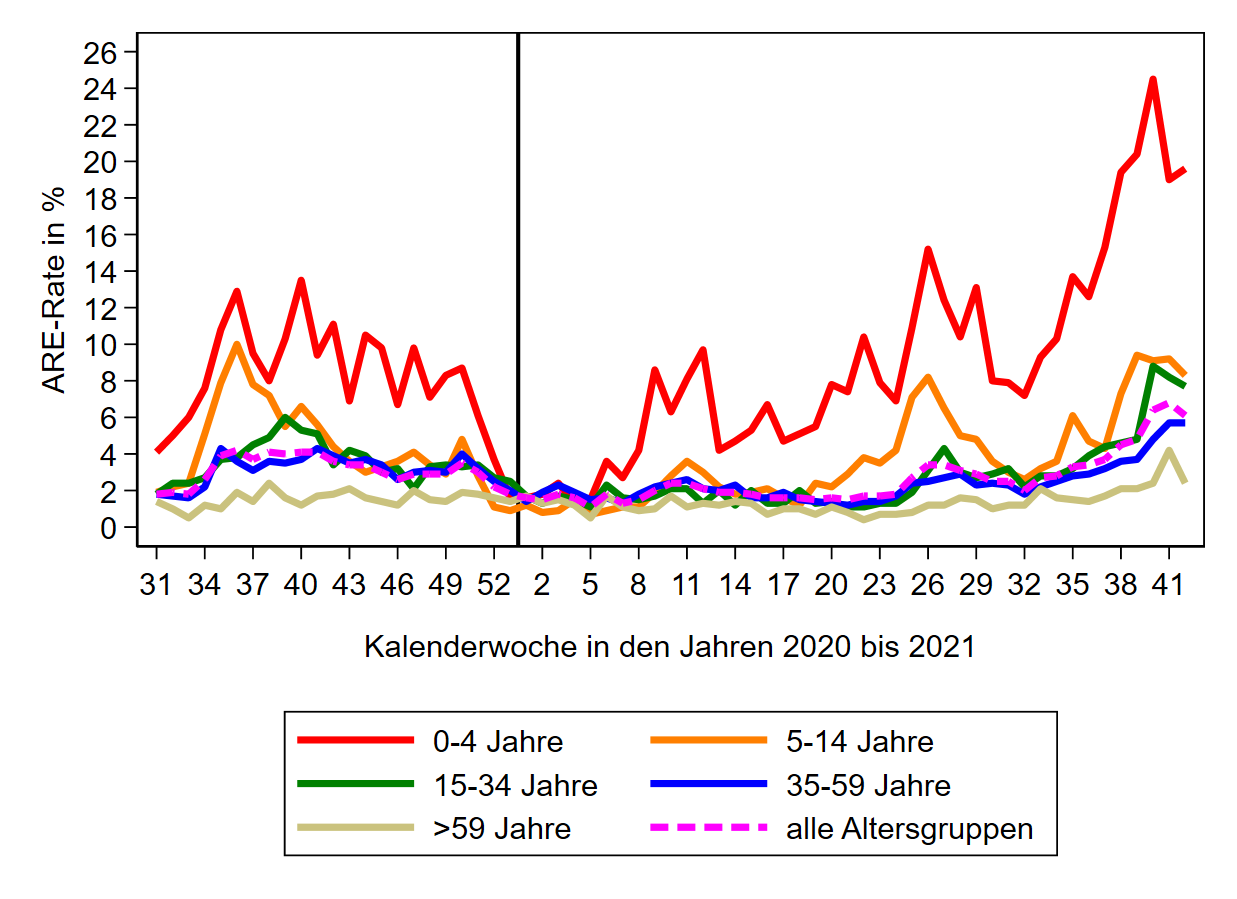 26
24
22
20
18
16
14
12
10
8
6
4
2
0
ARE-Rate in %
31 34 37 40 43 46 49 52 2 5 8 11 14 17 20 23 26 29 32 35 38 41
Kalenderwoche in den Jahren 2020 bis 2021
0-4 Jahre 5-14 Jahre
15-34 Jahre 35-59 Jahre
>59 Jahre alle Altersgruppen